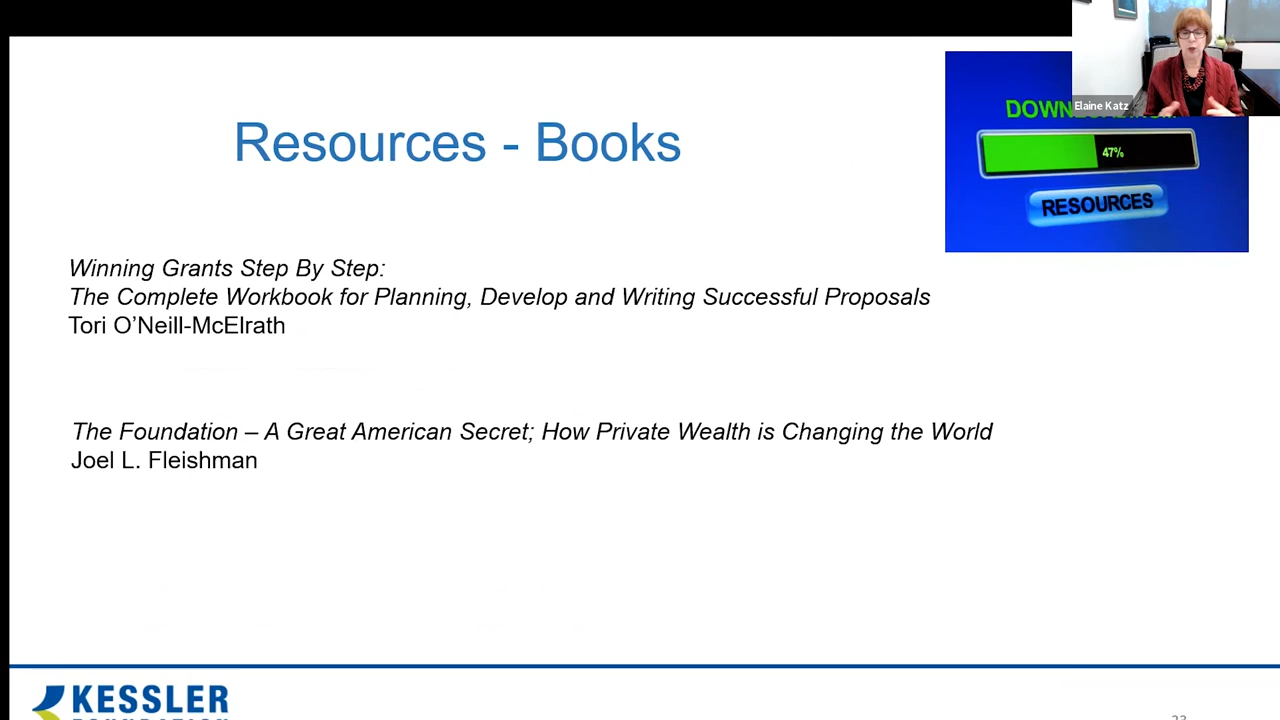 Elaine Katz
47%
RESOURCES
Resources - Books
Winning Grants Step By Step:
The Complete Workbook for Planning, Develop and Writing Successful Proposals
Tori O’Neill-McElrath
The Foundation – A Great American Secret; How Private Wealth is Changing the World
Joel L. Fleishman
KESSLER